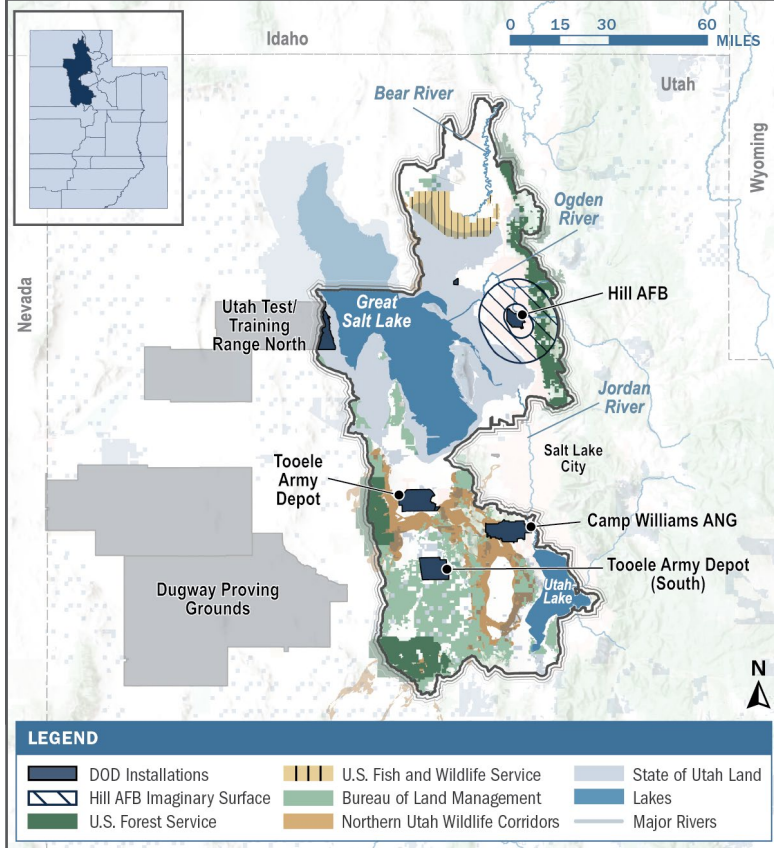 Idaho
0 15 30 60
MILES
Utah
Wyoming
Nevada
Bear River
Ogden
River
Hill AFB
Great
Salt Lake
Utah Test/
Training
Range North
Jordan
River
Salt Lake
City
Tooele
Army
Depot
Camp Williams ANG
Tooele Army Depot
(South)
Utah
Lake
Dugway Proving
Grounds
N
LEGEND
DOD Installations
Hill AFB Imaginary Surface
U.S. Forest Service
U.S. Fish and Wildlife Service
Bureau of Land Management
Northern Utah Wildlife Corridors
State of Utah Land
Lakes
Major Rivers